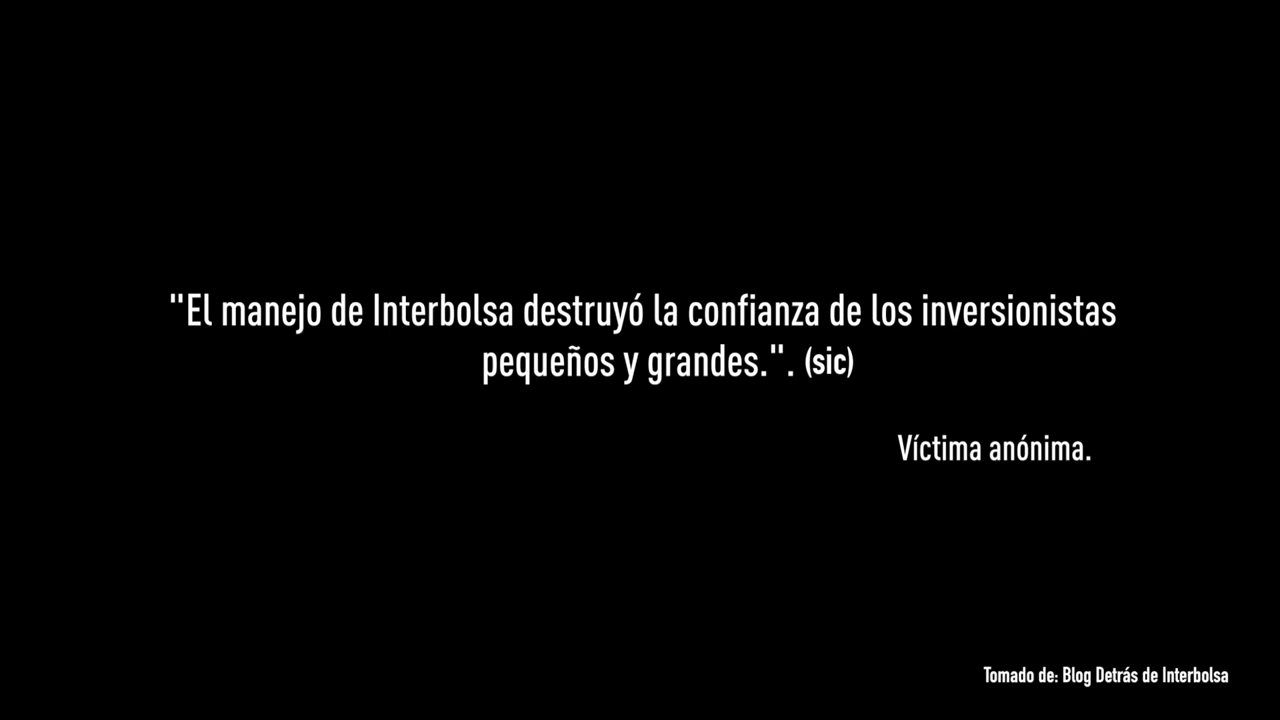 "El manejo de Interbolsa destruyó la confianza de los inversionistas
pequeños y grandes.". (sic)
Víctima anónima.
Tomado de: Blog Detrás de Interbolsa